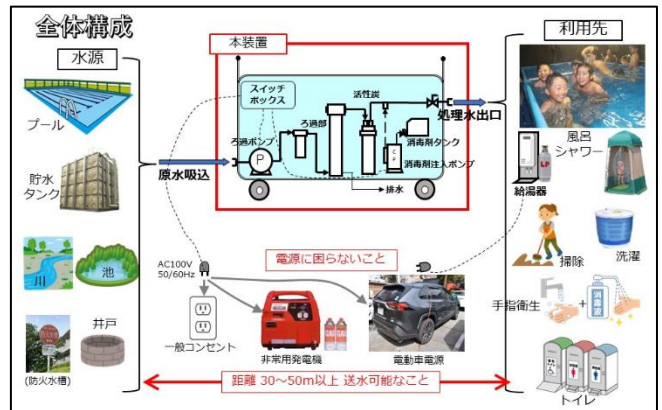 全体構成
水源
プール
貯水
タンク
川
池
井戸
(防火水槽)
原水吸込
本装置
スイッチ
ボックス
ろ過ポンプ
P
ろ過部
活性炭
消毒剤タンク
消毒剤注入ポンプ
排水
処理水出口
AC100V
50/60Hz
電源に困らないこと
一般コンセント
非常用発電機
電動車電源
距離 30～50m以上 送水可能なこと
利用先
風呂
シャワー
LP
給湯器
掃除
洗濯
手指衛生
+
消毒液
トイレ